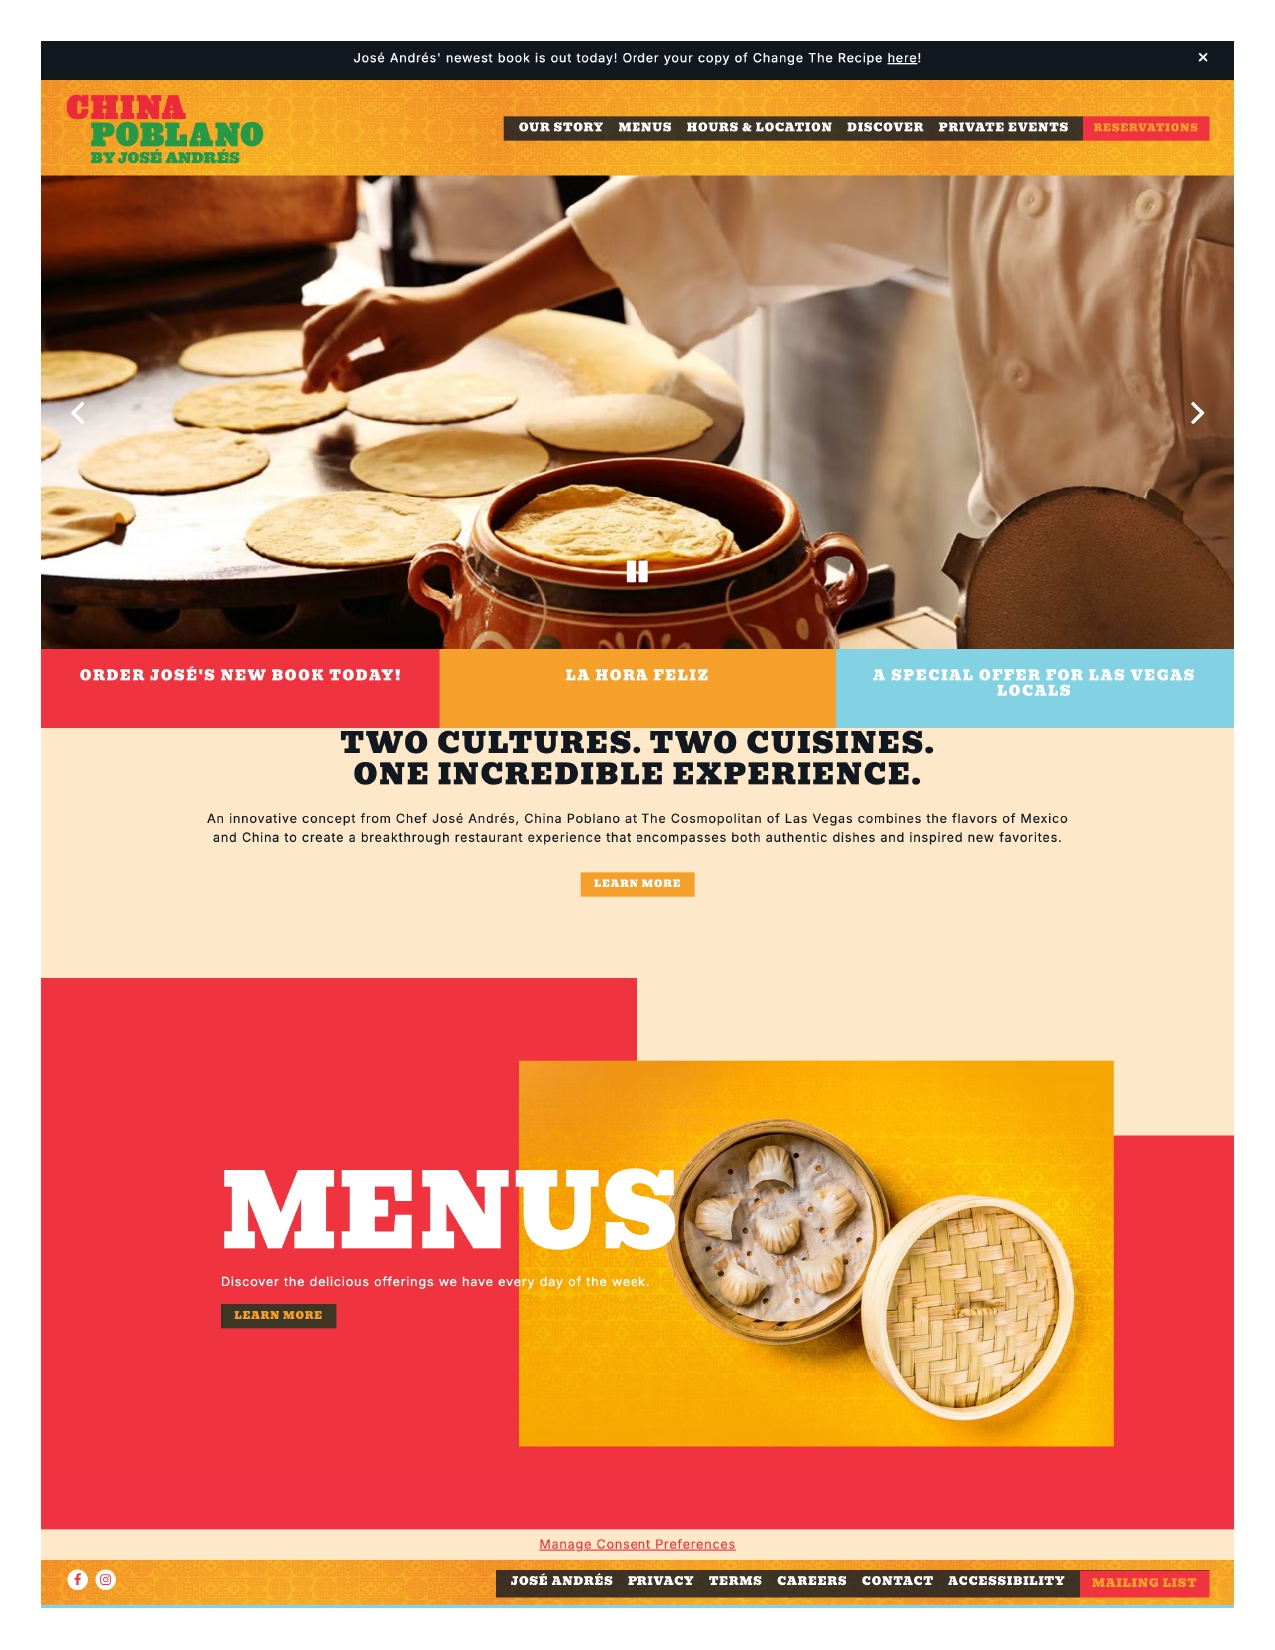 José Andrés' newest book is out today! Order your copy of Change The Recipe here!
CHINA
POBLANO
BY JOSÉ ANDRÉS
OUR STORY MENUS HOURS & LOCATION DISCOVER PRIVATE EVENTS RESERVATIONS
ORDER JOSÉ'S NEW BOOK TODAY!
LA HORA FELIZ
A SPECIAL OFFER FOR LAS VEGAS
LOCALS
TWO CULTURES. TWO CUISINES.
ONE INCREDIBLE EXPERIENCE.
An innovative concept from Chef José Andrés, China Poblano at The Cosmopolitan of Las Vegas combines the flavors of Mexico
and China to create a breakthrough restaurant experience that encompasses both authentic dishes and inspired new favorites.
LEARN MORE
MENUS
Discover the delicious offerings we have every day of the week.
LEARN MORE
Manage Consent Preferences
JOSÉ ANDRÉS PRIVACY TERMS CAREERS CONTACT ACCESSIBILITY MAILING LIST